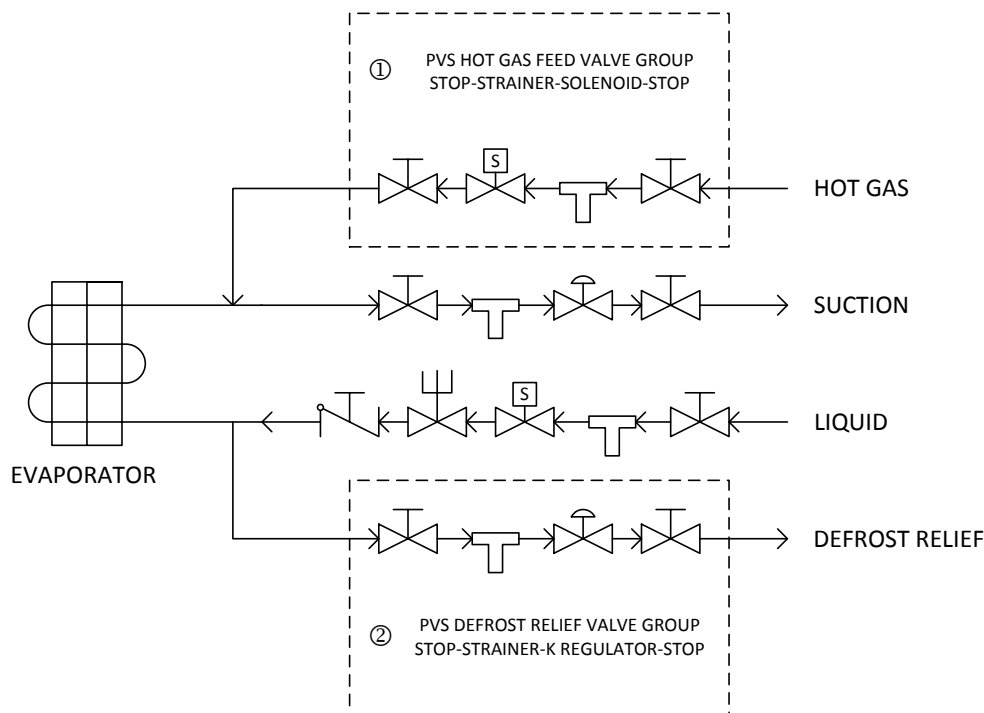 ①
PVS HOT GAS FEED VALVE GROUP
STOP-STRAINER-SOLENOID-STOP
S
HOT GAS
SUCTION
S
LIQUID
EVAPORATOR
DEFROST RELIEF
②
PVS DEFROST RELIEF VALVE GROUP
STOP-STRAINER-K REGULATOR-STOP